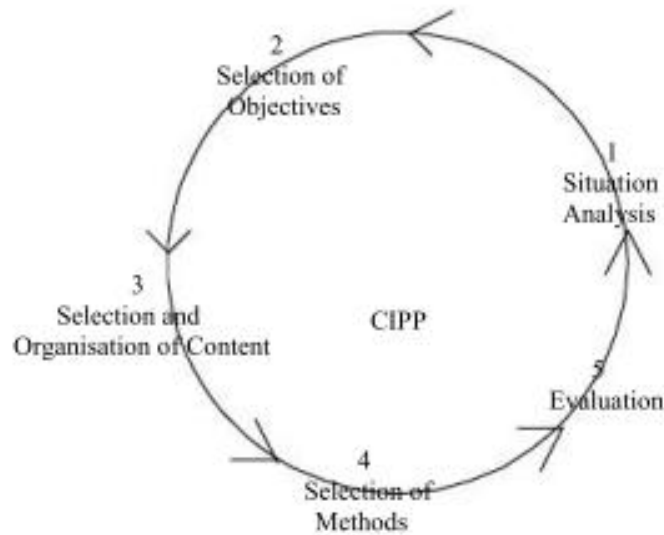 1
Situation
Analysis
2
Selection of
Objectives
3
Selection and
Organisation of Content
4
Selection of
Methods
5
Evaluation
CIPP